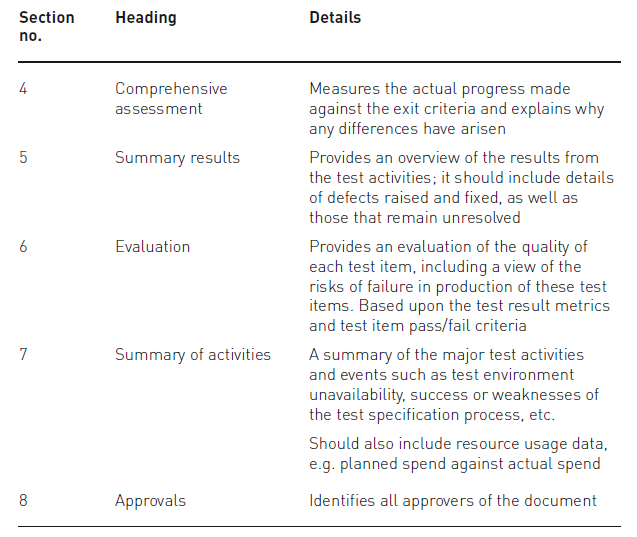 Section no. Heading Details
4 Comprehensive assessment Measures the actual progress made
against the exit criteria and explains why
any differences have arisen
5 Summary results Provides an overview of the results from
the test activities; it should include details
of defects raised and fixed, as well as
those that remain unresolved
6 Evaluation Provides an evaluation of the quality of
each test item, including a view of the
risks of failure in production of these test
items. Based upon the test result metrics
and test item pass/fail criteria
7 Summary of activities A summary of the major test activities
and events such as test environment
unavailability, success or weaknesses of
the test specification process, etc.
Should also include resource usage data,
e.g. planned spend against actual spend
8 Approvals Identifies all approvers of the document